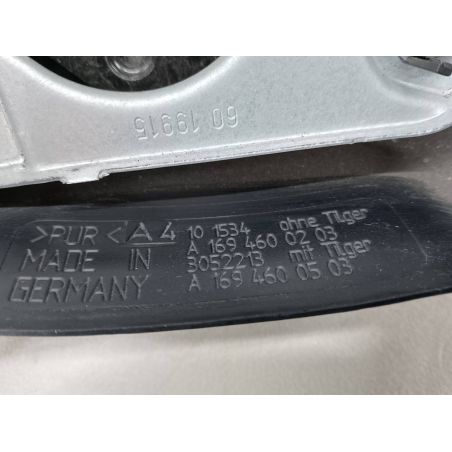 60 19915
>PUR< A4 10 1534 ohne Tilger
A 169 460 02 03
MADE IN 3052213 mit Tilger
GERMANY A 169 460 05 03